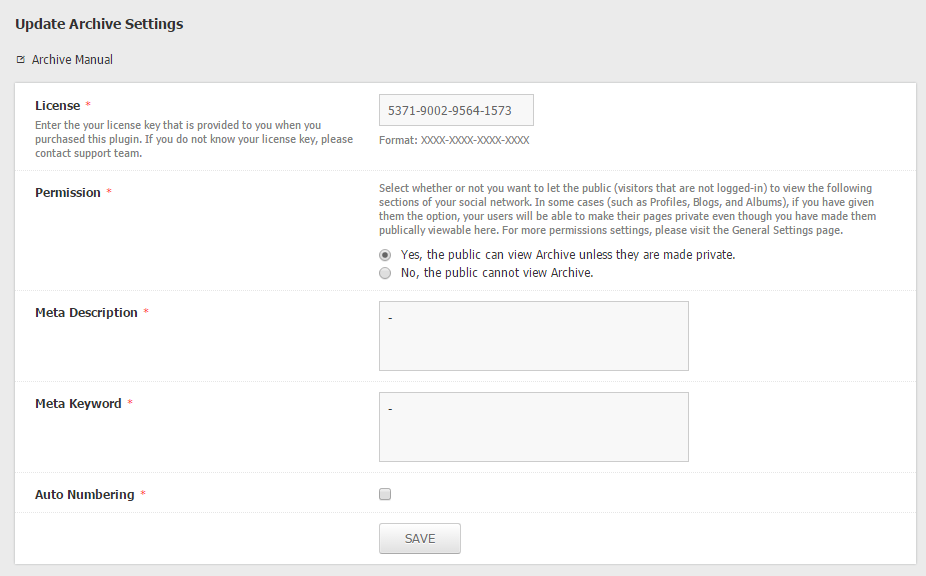 Update Archive Settings
Archive Manual
License *
Enter the your license key that is provided to you when you
purchased this plugin. If you do not know your license key, please
contact support team.
5371-9002-9564-1573
Format: XXXX-XXXX-XXXX-XXXX
Permission *
Select whether or not you want to let the public (visitors that are not logged-in) to view the following
sections of your social network. In some cases (such as Profiles, Blogs, and Albums), if you have given
them the option, your users will be able to make their pages private even though you have made them
publically viewable here. For more permissions settings, please visit the General Settings page.
Yes, the public can view Archive unless they are made private.
No, the public cannot view Archive.
Meta Description *
-
Meta Keyword *
-
Auto Numbering *
SAVE